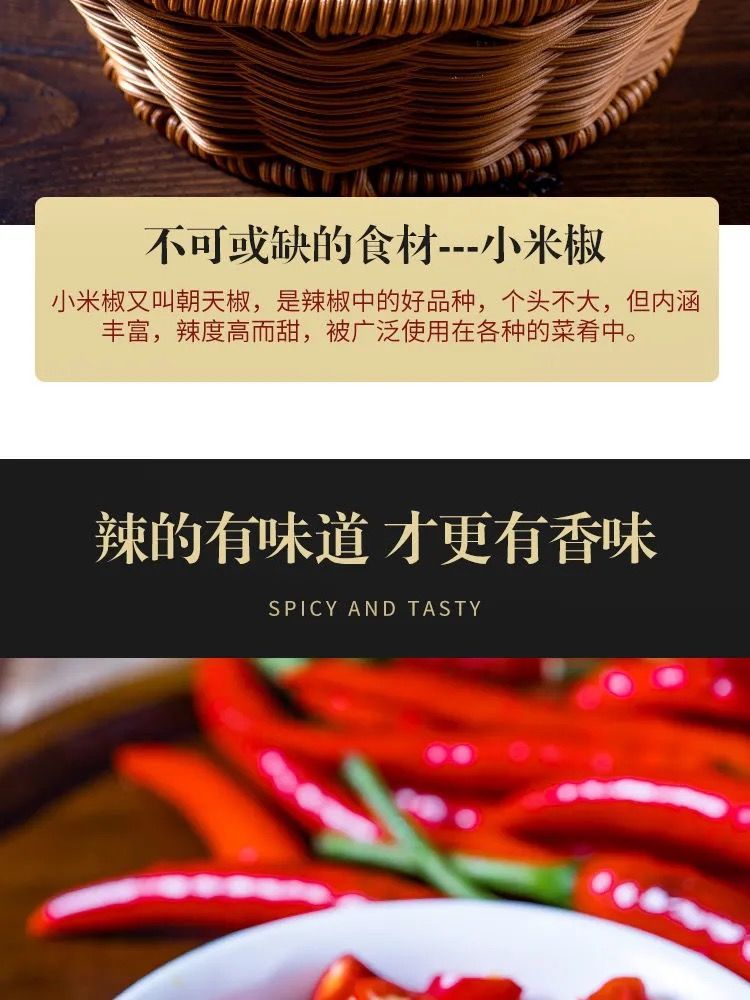 不可或缺的食材---小米椒
小米椒又叫朝天椒，是辣椒中的好品种，个头不大，但内涵
丰富，辣度高而甜，被广泛使用在各种的菜肴中。
辣的有味道 才更有香味
SPICY AND TASTY